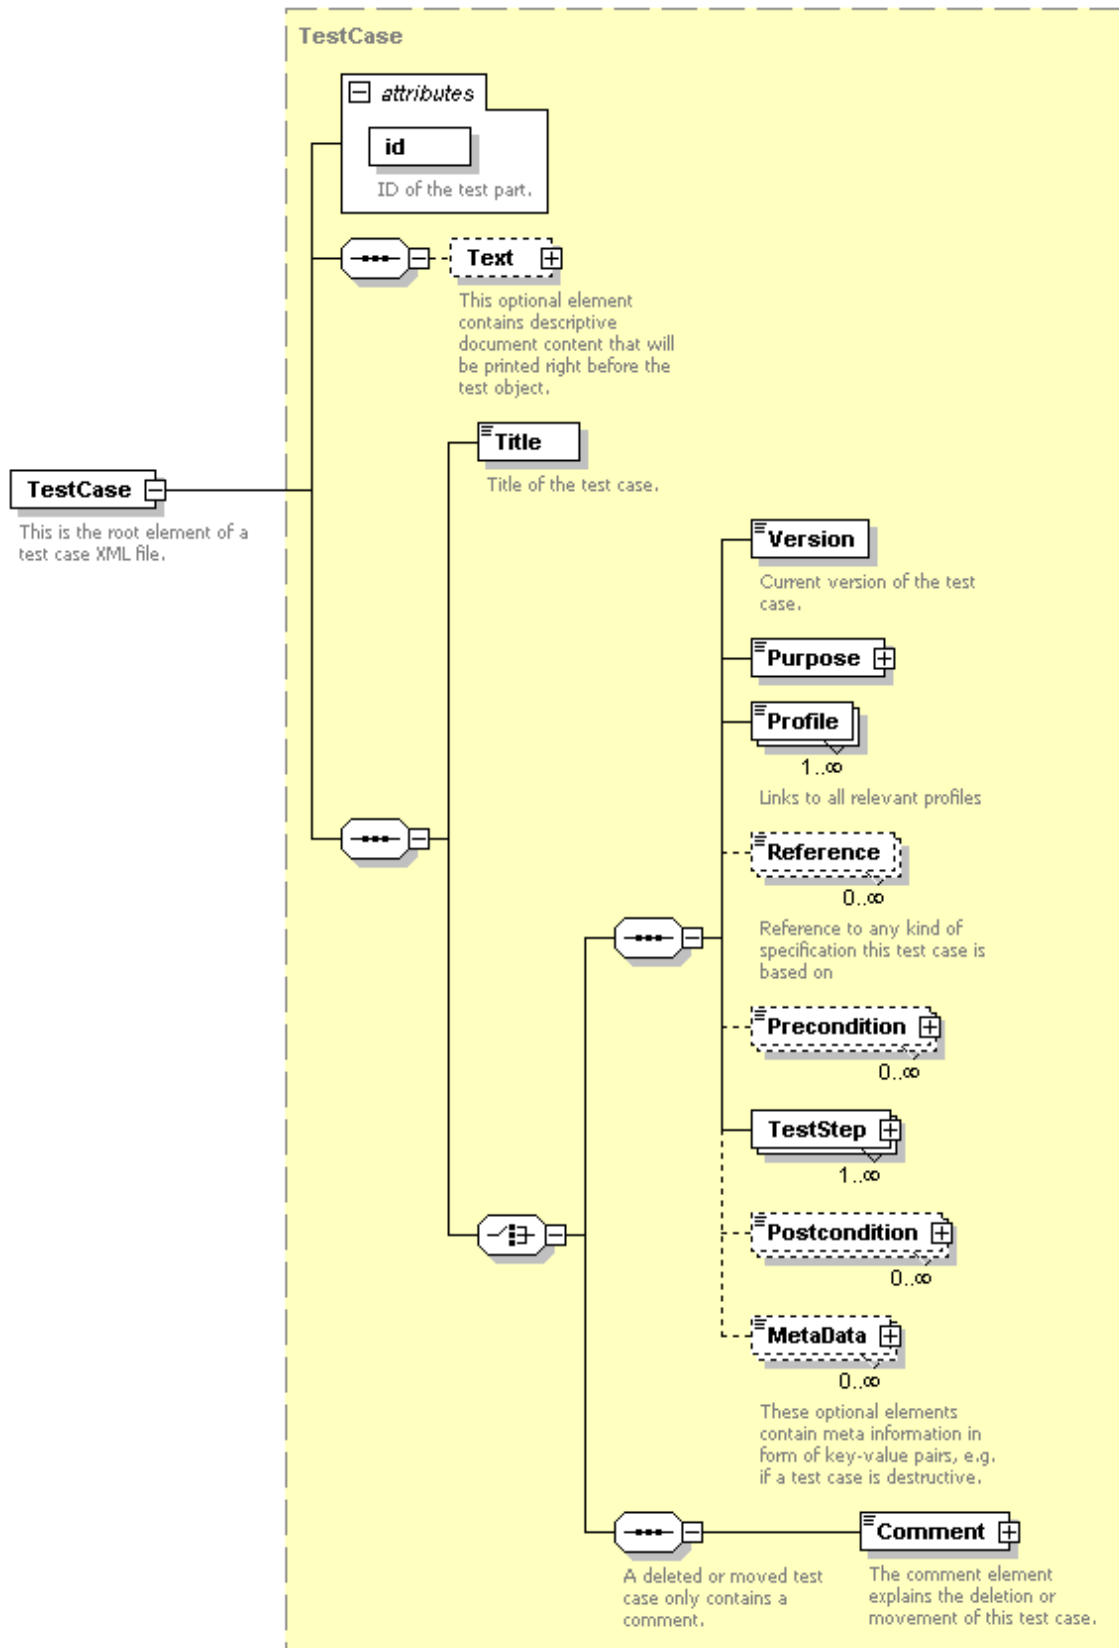 TestCase
attributes
id
ID of the test part.
Text
This optional element
contains descriptive
document content that will
be printed right before the
test object.
Title
Title of the test case.
TestCase
This is the root element of a
test case XML file.
Version
Current version of the test
case.
Purpose
Profile
1..∞
Links to all relevant profiles
Reference
0..∞
Reference to any kind of
specification this test case is
based on
Precondition
0..∞
TestStep
1..∞
Postcondition
0..∞
MetaData
0..∞
These optional elements
contain meta information in
form of key-value pairs, e.g.
if a test case is destructive.
A deleted or moved test
case only contains a
comment.
Comment
The comment element
explains the deletion or
movement of this test case.